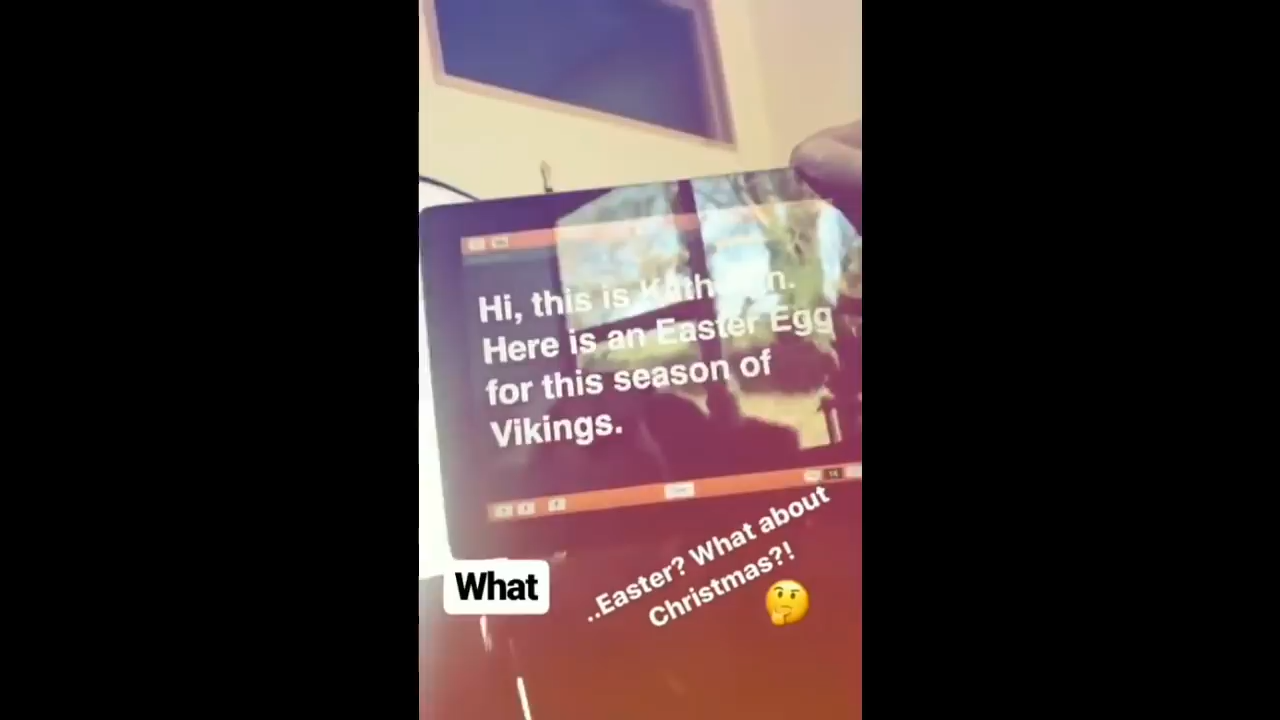 Hi, this is
Here is an Easter Egg
for this season of
Vikings.
What
..Easter? What about
Christmas?!